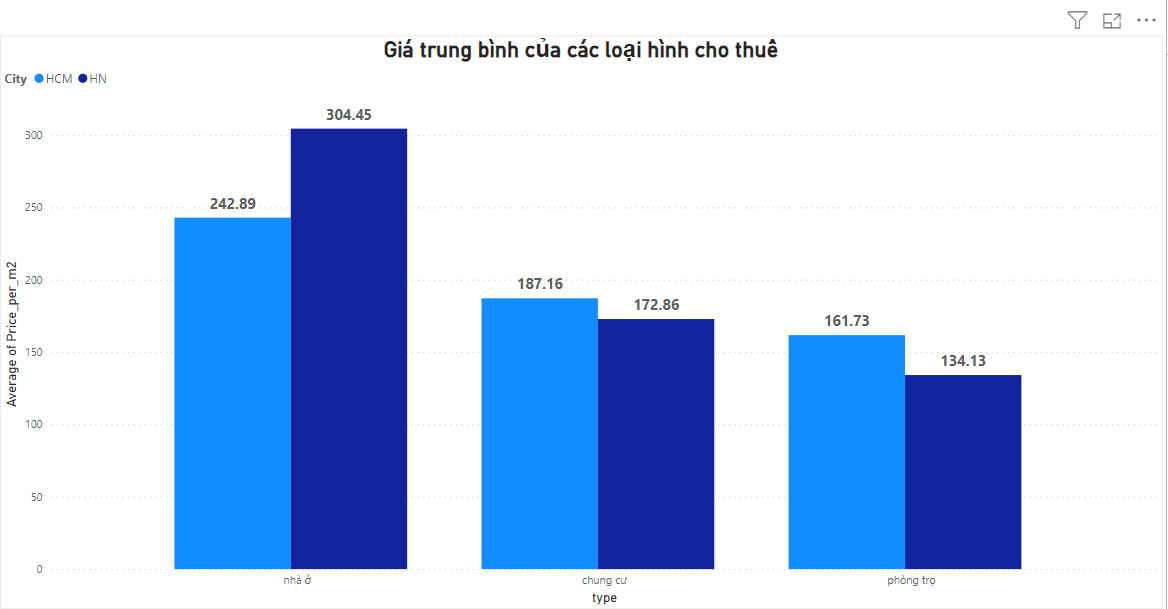 Giá trung bình của các loại hình cho thuê
City HCM HN
Average of Price_per_m2
300
250
200
150
100
50
0
242.89
304.45
187.16
172.86
161.73
134.13
nhà ở
chung cư
phòng trọ
type